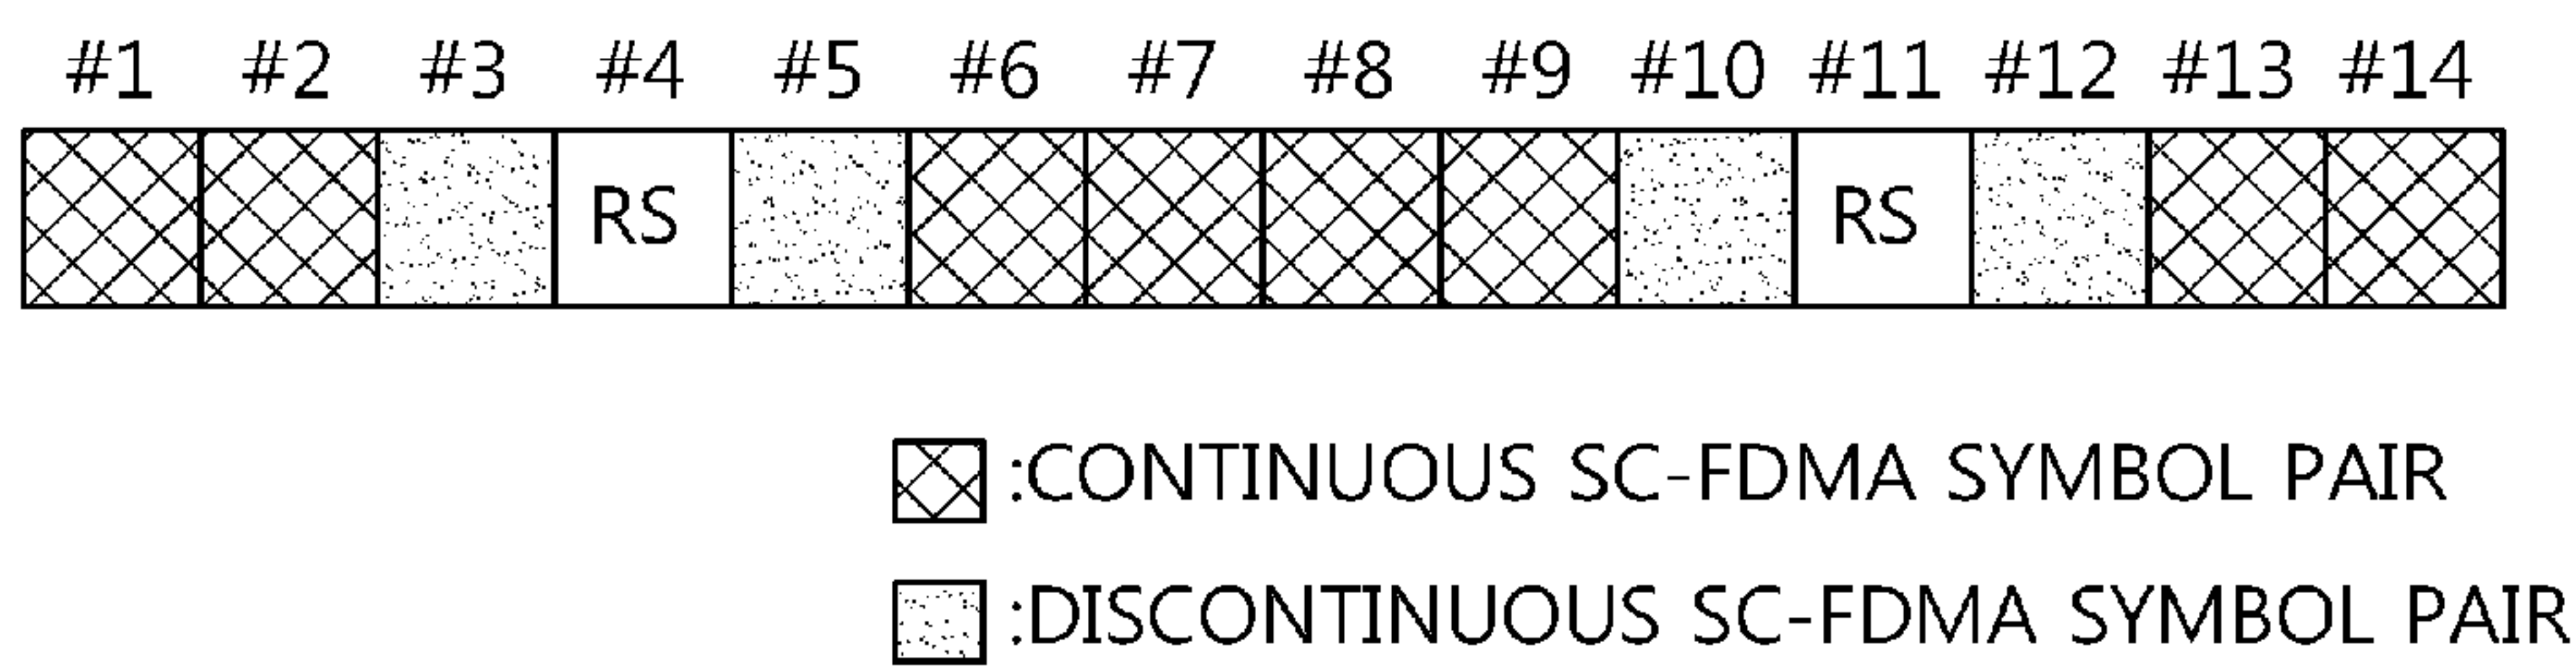 #1 #2 #3 #4 #5 #6 #7 #8 #9 #10 #11 #12 #13 #14
RS RS
:CONTINUOUS SC-FDMA SYMBOL PAIR
:DISCONTINUOUS SC-FDMA SYMBOL PAIR